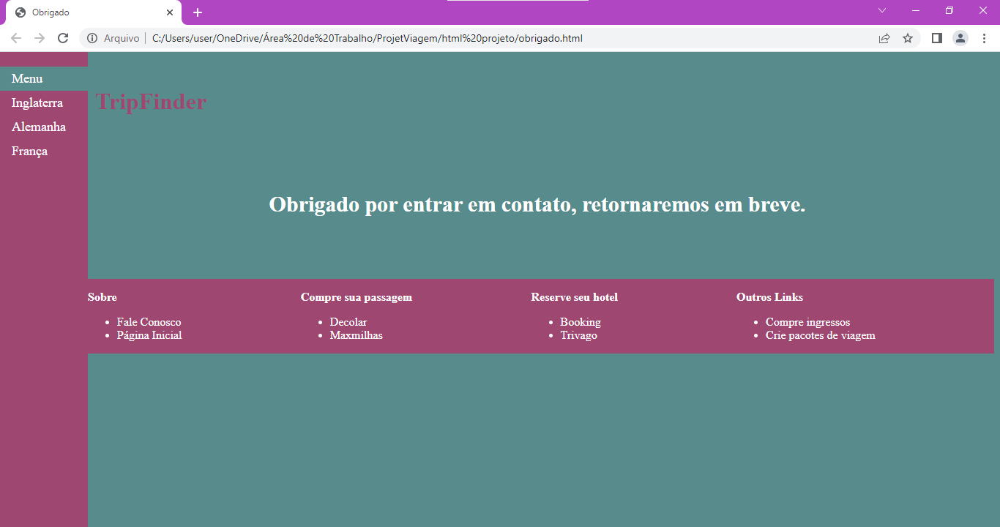 Obrigado
Arquivo
C:/Users/user/OneDrive/Área%20de%20Trabalho/ProjetViagem/html%20projeto/obrigado.html
Menu
Inglaterra
Alemanha
França
TripFinder
Obrigado por entrar em contato, retornaremos em breve.
Sobre
Fale Conosco
Página Inicial
Compre sua passagem
Decolar
Maxmilhas
Reserve seu hotel
Booking
Trivago
Outros Links
Compre ingressos
Crie pacotes de viagem